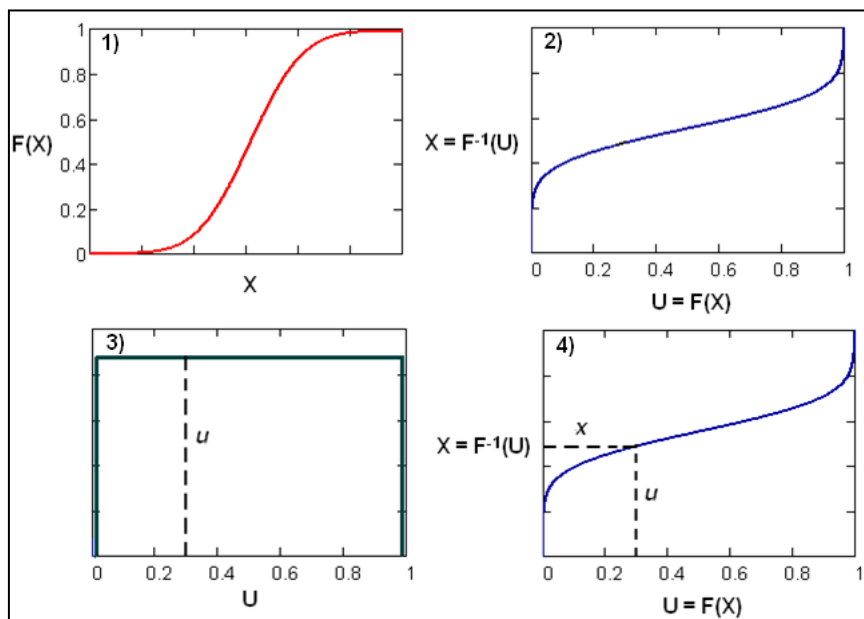 1)
1
0.8
F(X)
0.6
0.4
0.2
0
X
2)
X = F-1(U)
0 0.2 0.4 0.6 0.8 1
U = F(X)
3)
u
0 0.2 0.4 0.6 0.8 1
U
4)
x
X = F-1(U)
u
0 0.2 0.4 0.6 0.8 1
U = F(X)